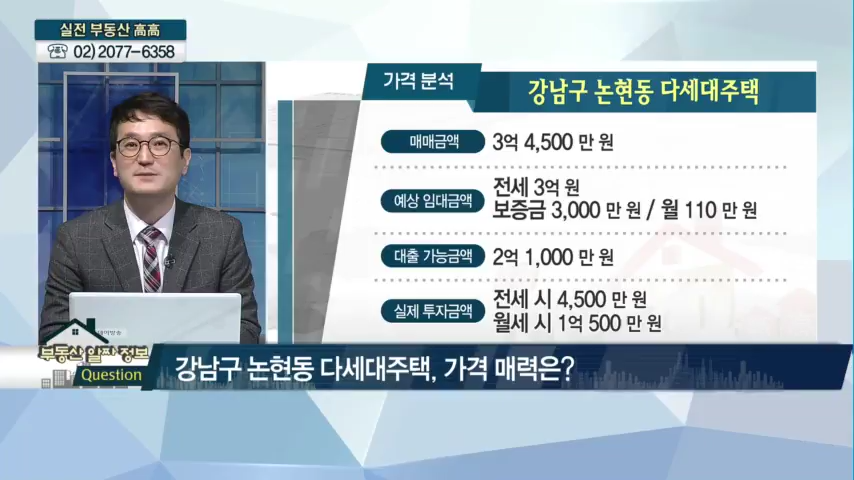 실전 부동산 高高
☏ 02) 2077-6358
가격 분석
강남구 논현동 다세대주택
매매금액
3억 4,500 만 원
예상 임대금액
전세 3억 원
보증금 3,000 만 원 / 월 110 만 원
대출 가능금액
2억 1,000 만 원
실제 투자금액
전세 시 4,500 만 원
월세 시 1억 500 만 원
부동산 알짜 정보
Question
강남구 논현동 다세대주택, 가격 매력은?